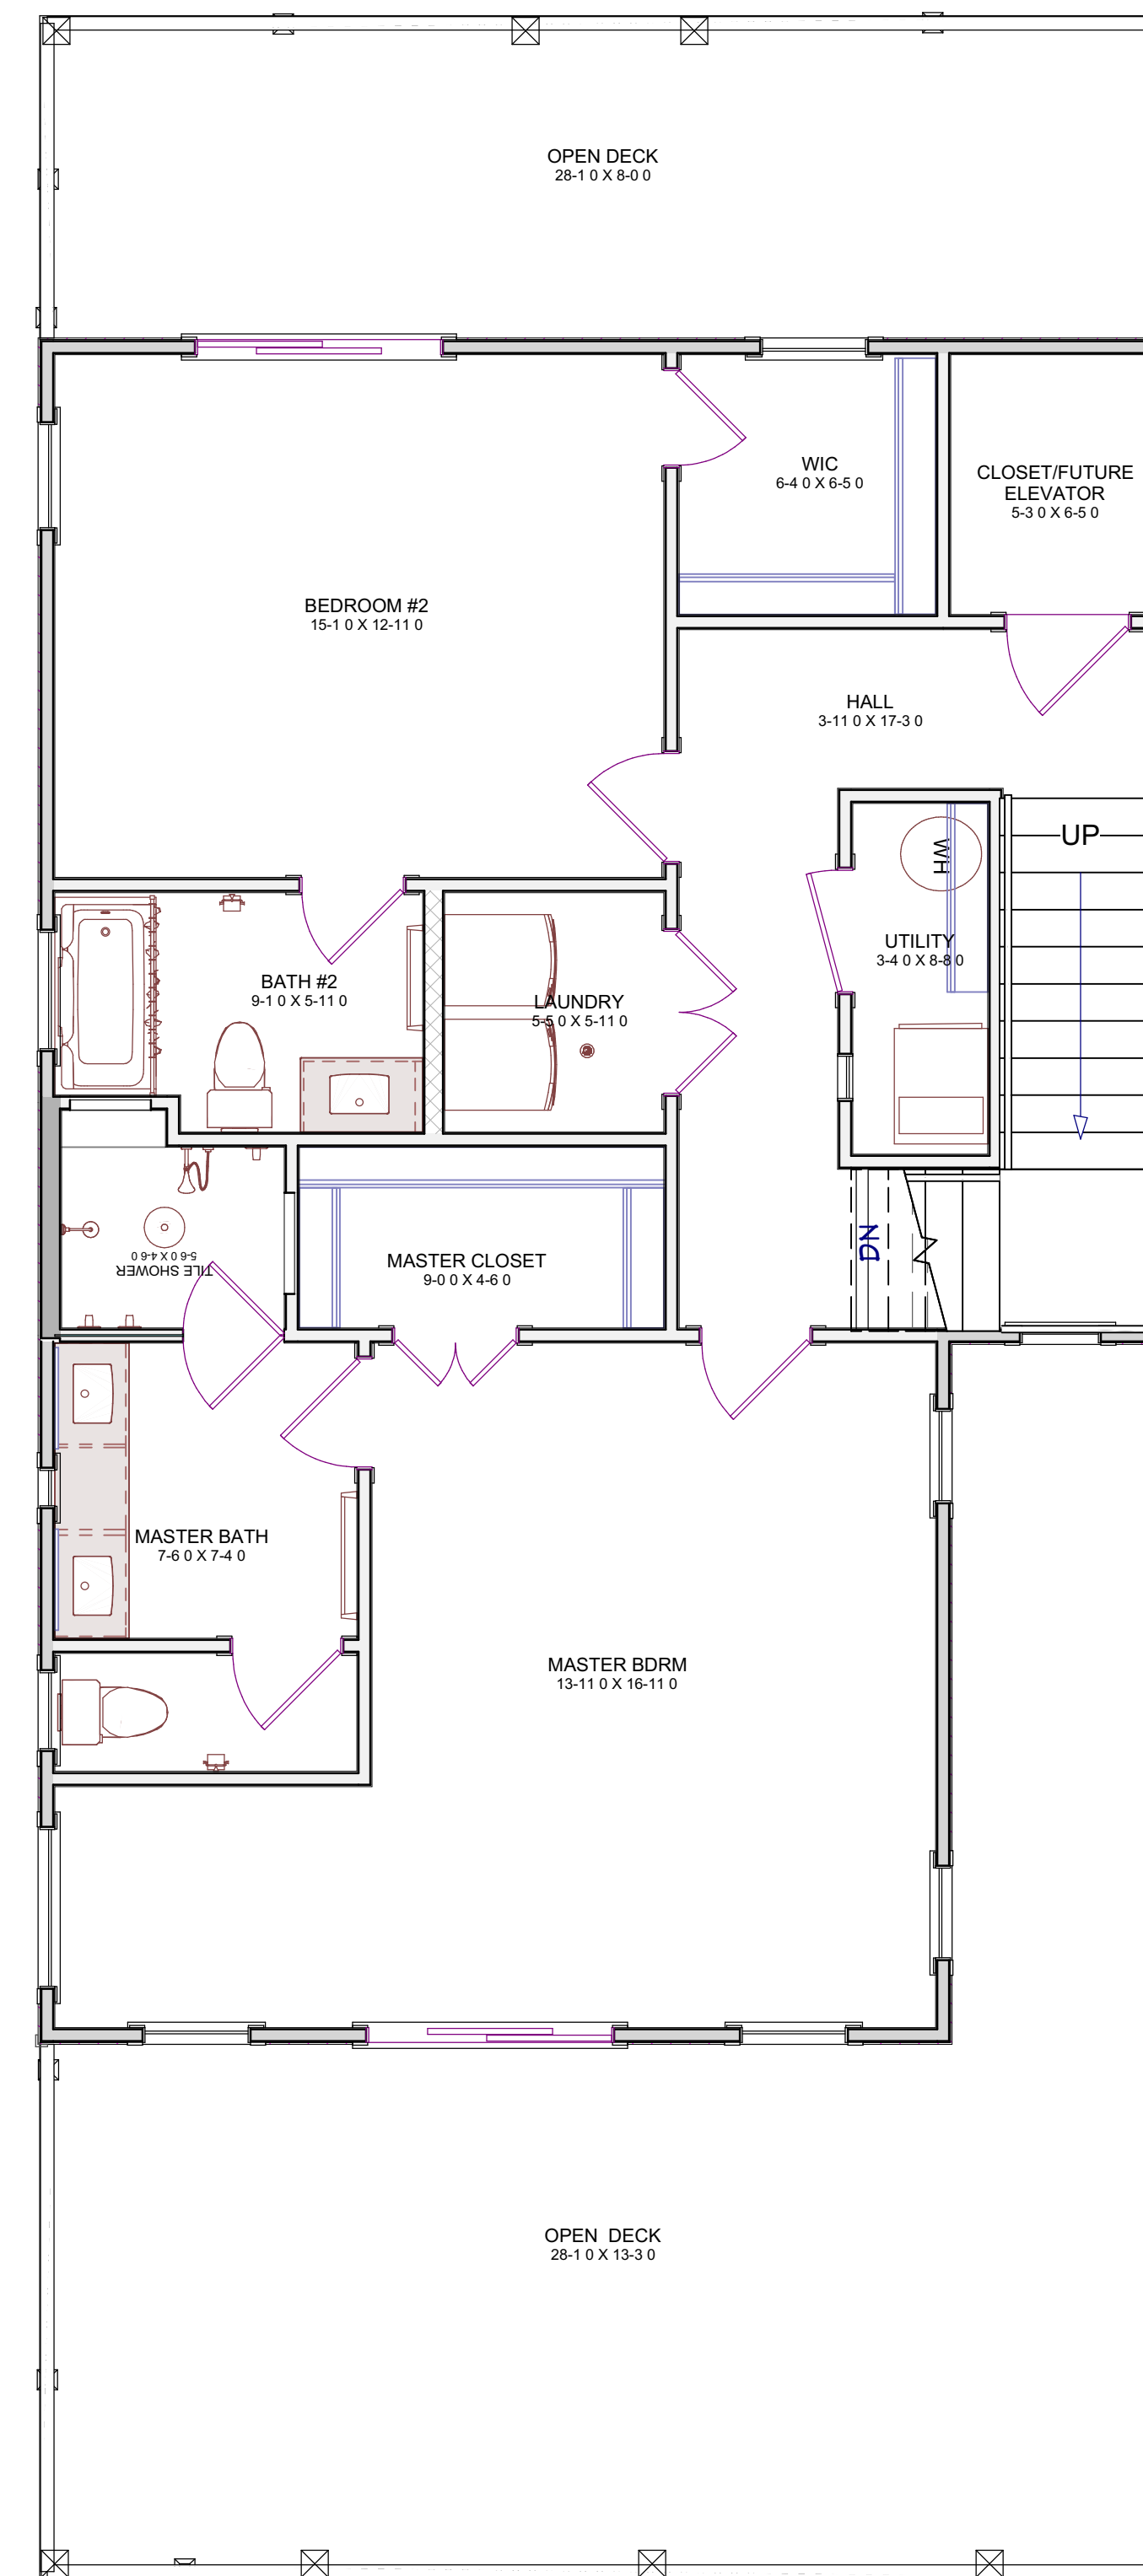 OPEN DECK
28-1 0 X 8-0 0
WIC
6-4 0 X 6-5 0
CLOSET/FUTURE
ELEVATOR
5-3 0 X 6-5 0
BEDROOM #2
15-1 0 X 12-11 0
HALL
3-11 0 X 17-3 0
UP
WH
UTILITY
3-4 0 X 8-8 0
BATH #2
9-1 0 X 5-11 0
LAUNDRY
5-5 0 X 5-11 0
DN
TILE SHOWER
5-6 0 X 4-6 0
MASTER CLOSET
9-0 0 X 4-6 0
MASTER BATH
7-6 0 X 7-4 0
MASTER BDRM
13-11 0 X 16-11 0
OPEN DECK
28-1 0 X 13-3 0